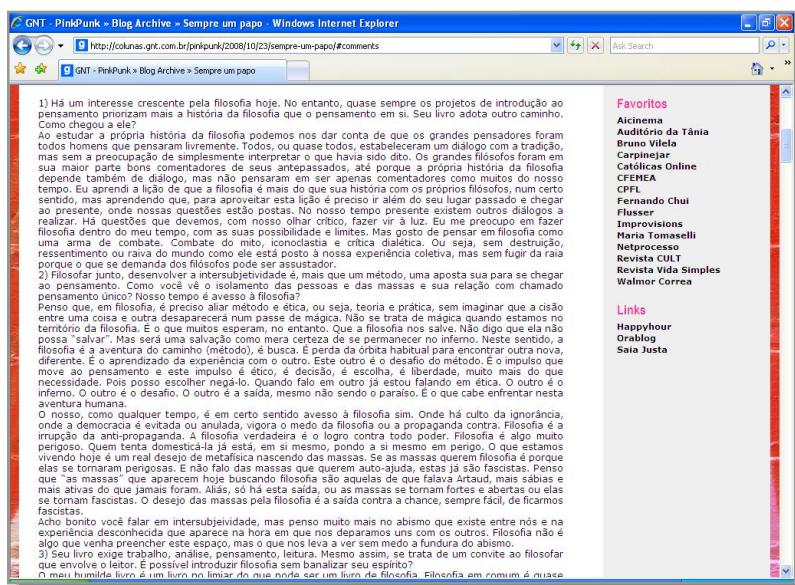 GNT - PinkPunk » Blog Archive » Sempre um papo - Windows Internet Explorer
http://colunas.gnt.com.br/pinkpunk/2008/10/23/sempre-um-papo/#comments
Ask Search
GNT - PinkPunk » Blog Archive » Sempre um papo
1) Há um interesse crescente pela filosofia hoje. No entanto, quase sempre os projetos de introdução ao
pensamento priorizam mais a história da filosofia que o pensamento em si. Seu livro adota outro caminho.
Como chegou a ele?
Ao estudar a própria história da filosofia podemos nos dar conta de que os grandes pensadores foram
todos homens que pensaram livremente. Todos, ou quase todos, estabeleceram um diálogo com a tradição,
mas sem a preocupação de simplesmente interpretar o que havia sido dito. Os grandes filósofos foram em
sua maior parte bons comentadores de seus antepassados, até porque a própria história da filosofia
depende também de diálogo, mas não pensaram em ser apenas comentadores como muitos do nosso
tempo. Eu aprendi a lição de que a filosofia é mais do que sua história com os próprios filósofos, num certo
sentido, mas aprendendo que, para aproveitar esta lição é preciso ir além do seu lugar passado e chegar
ao presente, onde nossas questões estão postas. No nosso tempo presente existem outros diálogos a
realizar. Há questões que devemos, com nosso olhar crítico, fazer vir à luz. Eu me preocupo em fazer
filosofia dentro do meu tempo, com as suas possibilidade e limites. Mas gosto de pensar em filosofia como
uma arma de combate. Combate do mito, iconoclastia e crítica dialética. Ou seja, sem destruição,
ressentimento ou raiva do mundo como ele está posto à nossa experiência coletiva, mas sem fugir da raia
porque o que se demanda dos filósofos pode ser assustador.
2) Filosofar junto, desenvolver a intersubjetividade é, mais que um método, uma aposta sua para se chegar
ao pensamento. Como você vê o isolamento das pessoas e das massas e sua relação com chamado
pensamento único? Nosso tempo é avesso à filosofia?
Penso que, em filosofia, é preciso aliar método e ética, ou seja, teoria e prática, sem imaginar que a cisão
entre uma coisa e outra desaparecerá num passe de mágica. Não se trata de mágica quando estamos no
território da filosofia. É o que muitos esperam, no entanto. Que a filosofia nos salve. Não digo que ela não
possa "salvar". Mas será uma salvação como mera certeza de se permanecer no inferno. Neste sentido, a
filosofia é a aventura do caminho (método), é busca. É perda da órbita habitual para encontrar outra nova,
diferente. É o aprendizado da experiência com o outro. Este outro é o desafio do método. É o impulso que
move ao pensamento e este impulso é ético, é decisão, é escolha, é liberdade, muito mais do que
necessidade. Pois posso escolher negá-lo. Quando falo em outro já estou falando em ética. O outro é o
inferno. O outro é o desafio. O outro é a saída, mesmo não sendo o paraíso. É o que cabe enfrentar nesta
aventura humana.
O nosso, como qualquer tempo, é em certo sentido avesso à filosofia sim. Onde há culto da ignorância,
onde a democracia é evitada ou anulada, vigora o medo da filosofia ou a propaganda contra. Filosofia é a
irrupção da anti-propaganda. A filosofia verdadeira é o logro contra todo poder. Filosofia é algo muito
perigoso. Quem tenta domesticá-la já está, em si mesmo, pondo a si mesmo em perigo. O que estamos
vivendo hoje é um real desejo de metafísica nascendo das massas. Se as massas querem filosofia é porque
elas se tornaram perigosas. E não falo das massas que querem auto-ajuda, estas já são fascistas. Penso
que "as massas" que aparecem hoje buscando filosofia são aquelas de que falava Artaud, mais sábias e
mais ativas do que jamais foram. Aliás, só há esta saída, ou as massas se tornam fortes e abertas ou elas
se tornam fascistas. O desejo das massas pela filosofia é a saída contra a chance, sempre fácil, de ficarmos
fascistas.
Acho bonito você falar em intersubjeividade, mas penso muito mais no abismo que existe entre nós e na
experiência desconhecida que aparece na hora em que nos deparamos uns com os outros. Filosofia não é
algo que venha preencher este espaço, mas o que nos leva a ver sem medo a fundura do abismo.
3) Seu livro exige trabalho, análise, pensamento, leitura. Mesmo assim, se trata de um convite ao filosofar
que envolve o leitor. É possível introduzir filosofia sem banalizar seu espírito?
O meu humilde livro é um livro no limiar do que pode ser um livro de filosofia. Filosofia em comum é quase
Favoritos
Aicinema
Auditório da Tânia
Bruno Vilela
Carpinejar
Católicas Online
CFEMEA
CPFL
Fernando Chui
Flusser
Improvisions
Maria Tomaselli
Netprocesso
Revista CULT
Revista Vida Simples
Walmor Correa
Links
Happyhour
Orablog
Saia Justa